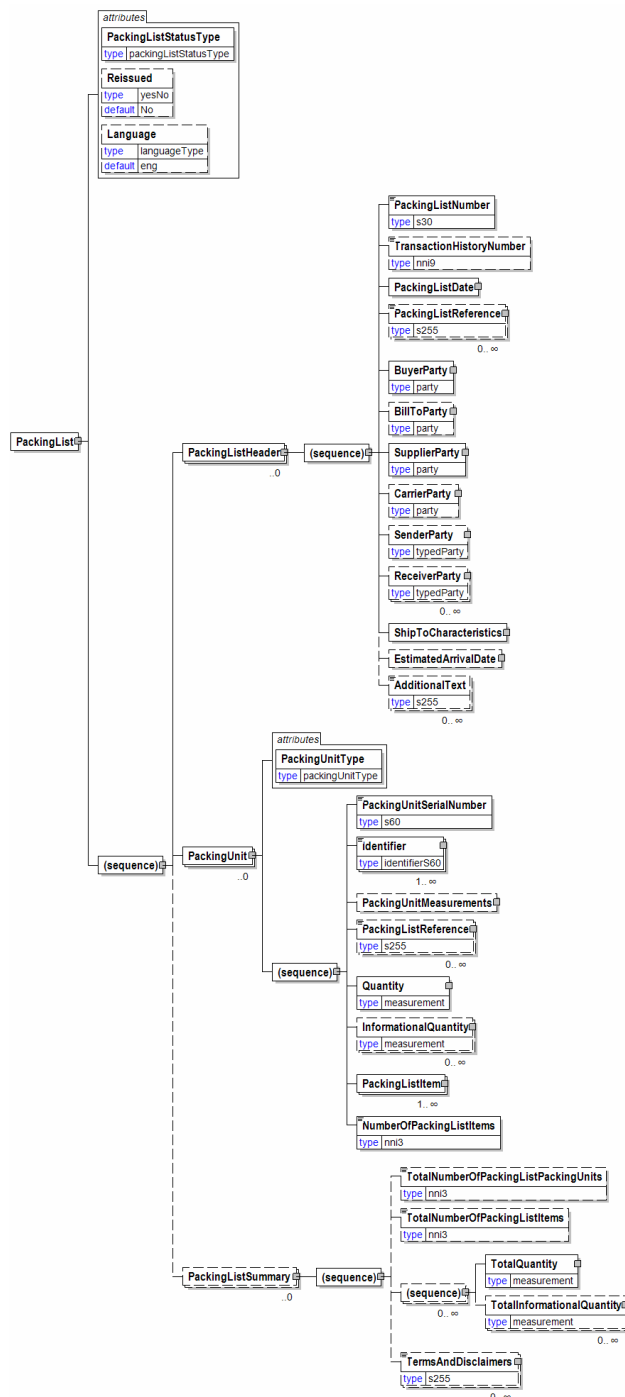 attributes
PackingListStatusType
type packingListStatusType
Reissued
type yesNo
default No
Language
type languageType
default eng
PackingList
PackingListHeader
..0
(sequence)
PackingListNumber
type s30
TransactionHistoryNumber
type nni9
PackingListDate
PackingListReference
type s255
0.. ∞
BuyerParty
type party
BillToParty
type party
SupplierParty
type party
CarrierParty
type party
SenderParty
type typedParty
ReceiverParty
type typedParty
0.. ∞
ShipToCharacteristics
EstimatedArrivalDate
AdditionalText
type s255
0.. ∞
(sequence)
PackingUnit
..0
attributes
PackingUnitType
type packingUnitType
(sequence)
PackingUnitSerialNumber
type s60
Identifier
type identifierS60
1.. ∞
PackingUnitMeasurements
PackingListReference
type s255
0.. ∞
Quantity
type measurement
InformationalQuantity
type measurement
0.. ∞
PackingListItem
1.. ∞
NumberOfPackingListItems
type nni3
PackingListSummary
..0
(sequence)
TotalNumberOfPackingListPackingUnits
type nni3
TotalNumberOfPackingListItems
type nni3
(sequence)
0.. ∞
TotalQuantity
type measurement
TotalInformationalQuantity
type measurement
0.. ∞
TermsAndDisclaimers
type s255
0.. ∞